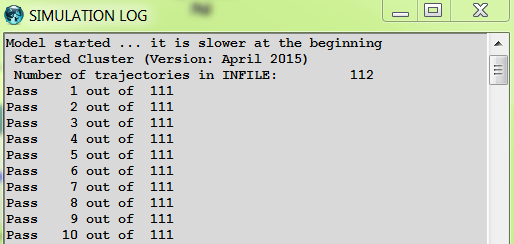 SIMULATION LOG
Model started ... it is slower at the beginning
Started Cluster (Version: April 2015)
Number of trajectories in INFILE: 112
Pass 1 out of 111
Pass 2 out of 111
Pass 3 out of 111
Pass 4 out of 111
Pass 5 out of 111
Pass 6 out of 111
Pass 7 out of 111
Pass 8 out of 111
Pass 9 out of 111
Pass 10 out of 111